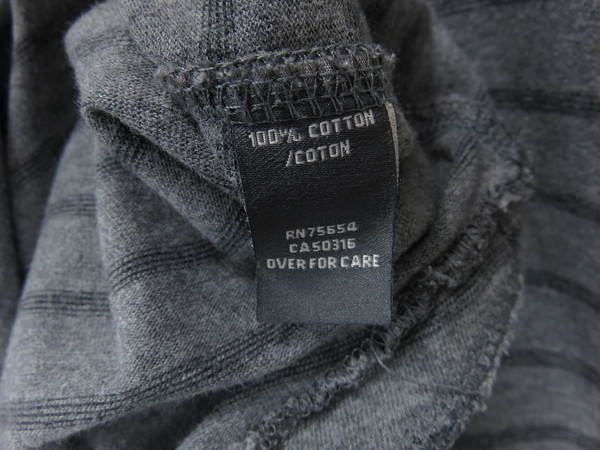 100% COTTON
/COTON
RN75654
CA50316
OVER FOR CARE